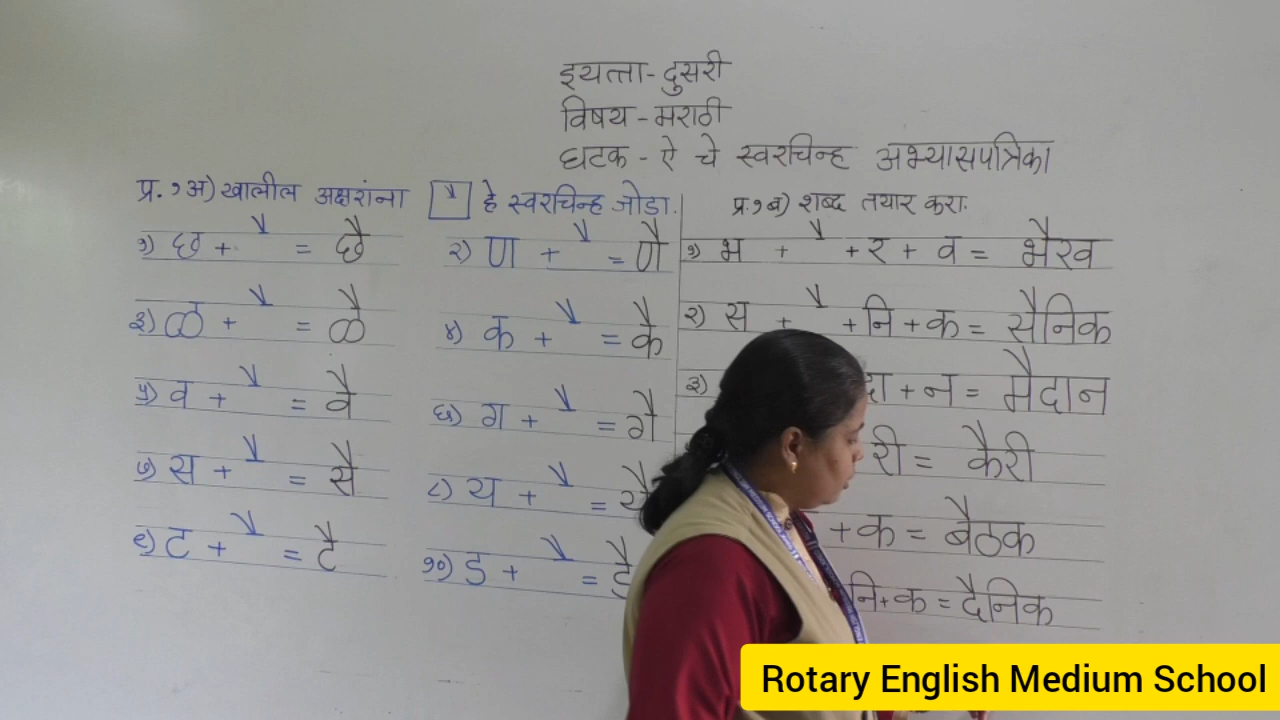 इयत्ता - दुसरी
विषय - मराठी
घटक - ऐ चे स्वरचिन्ह अभ्यासपत्रिका
प्र. १ अ) खालील अक्षरांना ै हे स्वरचिन्ह जोडा.
१) छ + ै = छै
२) ण + ै = णै
३) ळ + ै = ळै
४) क + ै = कै
५) व + ै = वै
६) ग + ै = गै
७) स + ै = सै
८) य + ै = यै
९) ट + ै = टै
१०) ड + ै = डै
प्र. १ ब) शब्द तयार करा.
१) भ + ै + र + व = भैरव
२) स + ै + नि + क = सैनिक
३) दा + न = मैदान
री = कैरी
+ क = बैठक
नि + क = दैनिक
Rotary English Medium School